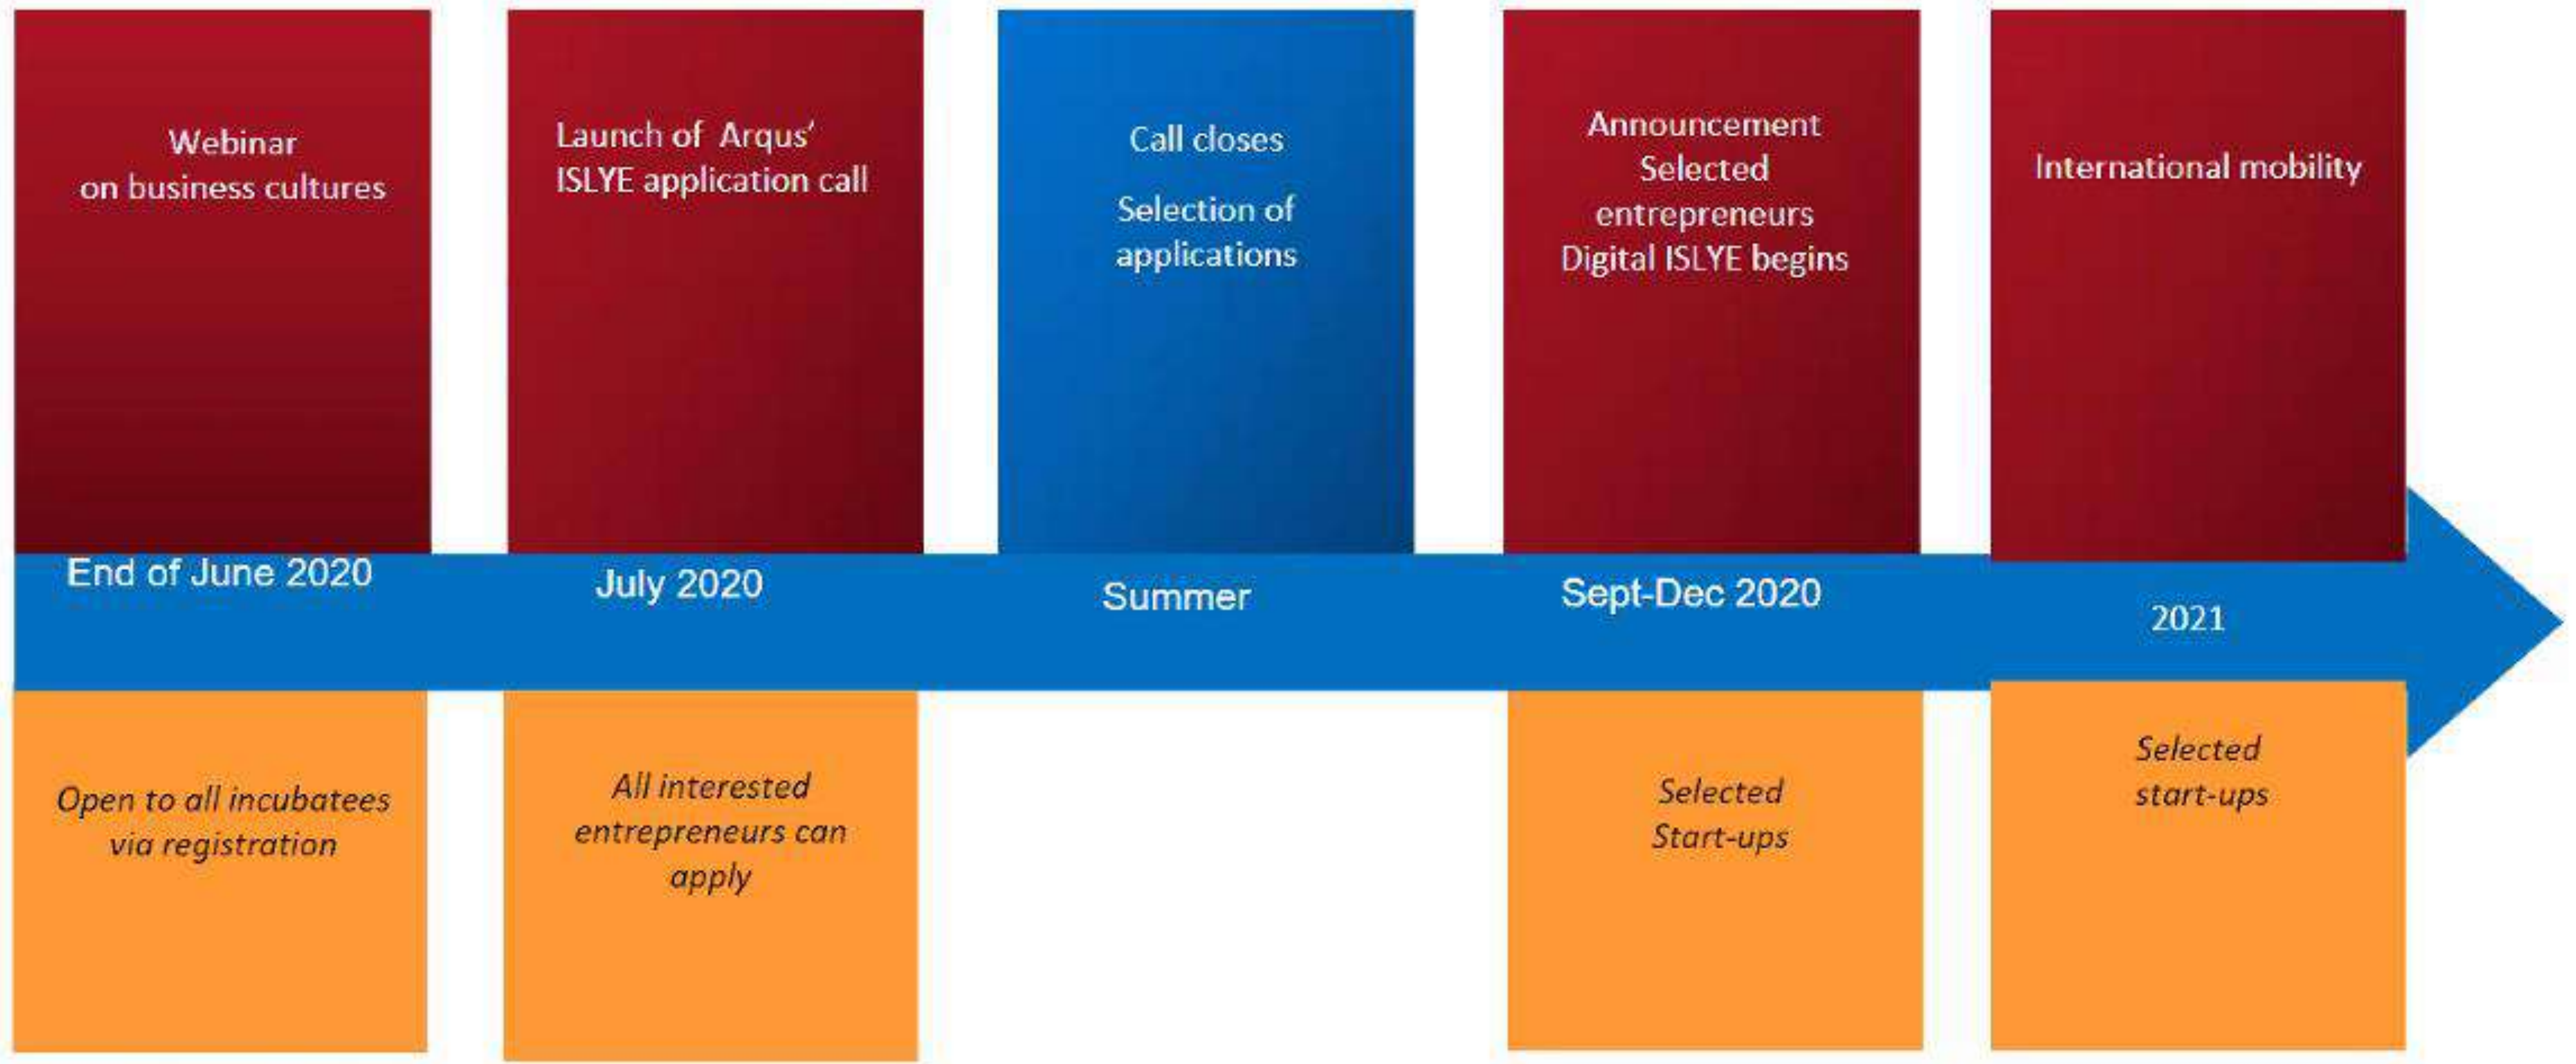 Webinar
on business cultures
Launch of Arqus’
ISLYE application call
Call closes
Selection of
applications
Announcement
Selected
entrepreneurs
Digital ISLYE begins
International mobility
End of June 2020
July 2020
Summer
Sept-Dec 2020
2021
Open to all incubatees
via registration
All interested
entrepreneurs can
apply
Selected
Start-ups
Selected
start-ups